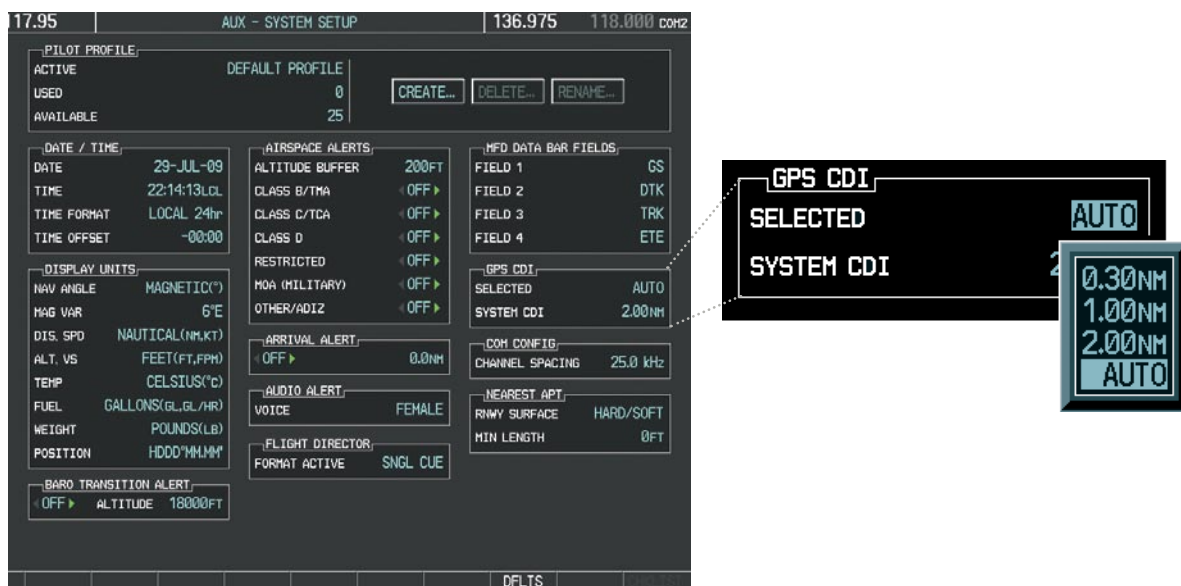 17.95 AUX - SYSTEM SETUP 136.975 118.000 COM2
PILOT PROFILE
ACTIVE DEFAULT PROFILE
USED 0
AVAILABLE 25
CREATE... DELETE... RENAME...
DATE / TIME
DATE 29-JUL-09
TIME 22:14:13LCL
TIME FORMAT LOCAL 24hr
TIME OFFSET -00:00
DISPLAY UNITS
NAV ANGLE MAGNETIC(°)
MAG VAR 6°E
DIS, SPD NAUTICAL(NM,KT)
ALT, VS FEET(FT,FPM)
TEMP CELSIUS(°C)
FUEL GALLONS(GL,GL/HR)
WEIGHT POUNDS(LB)
POSITION HDDD°MM.MM'
BARO TRANSITION ALERT
OFF ALTITUDE 18000FT
AIRSPACE ALERTS
ALTITUDE BUFFER 200FT
CLASS B/TMA OFF
CLASS C/TCA OFF
CLASS D OFF
RESTRICTED OFF
MOA (MILITARY) OFF
OTHER/ADIZ OFF
ARRIVAL ALERT
OFF 0.0NM
AUDIO ALERT
VOICE FEMALE
FLIGHT DIRECTOR
FORMAT ACTIVE SNGL CUE
MFD DATA BAR FIELDS
FIELD 1 GS
FIELD 2 DTK
FIELD 3 TRK
FIELD 4 ETE
GPS CDI
SELECTED AUTO
SYSTEM CDI 2.00NM
COM CONFIG
CHANNEL SPACING 25.0 kHz
NEAREST APT
RNWY SURFACE HARD/SOFT
MIN LENGTH 0FT
DFLTS
GPS CDI
SELECTED AUTO
SYSTEM CDI 2
0.30NM
1.00NM
2.00NM
AUTO